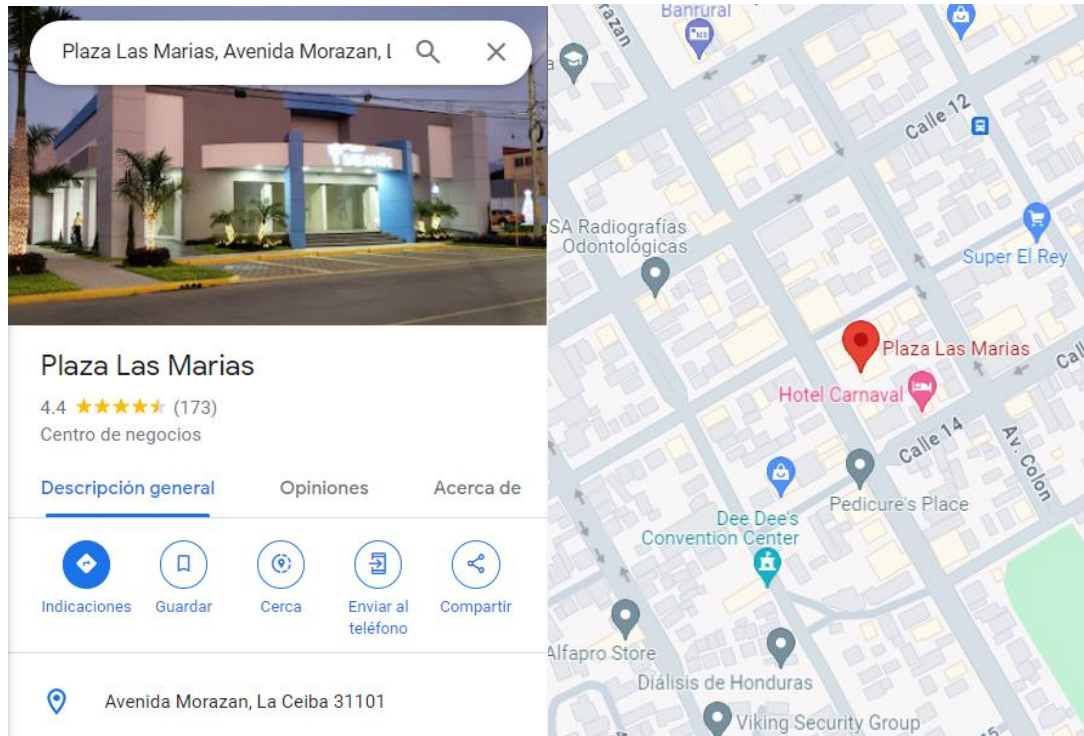 Plaza Las Marias, Avenida Morazan, L
Plaza Las Marias
4.4 ★★★★★ (173)
Centro de negocios
Descripción general
Opiniones
Acerca de
Indicaciones
Guardar
Cerca
Enviar al
teléfono
Compartir
Avenida Morazan, La Ceiba 31101
Banrural
razan
a
Calle 12
SA Radiografías
Odontológicas
Super El Rey
Plaza Las Marias
Hotel Carnaval
Cal
Calle 14
Av. Colon
Pedicure's Place
Dee Dee's
Convention Center
Alfapro Store
Diálisis de Honduras
Viking Security Group